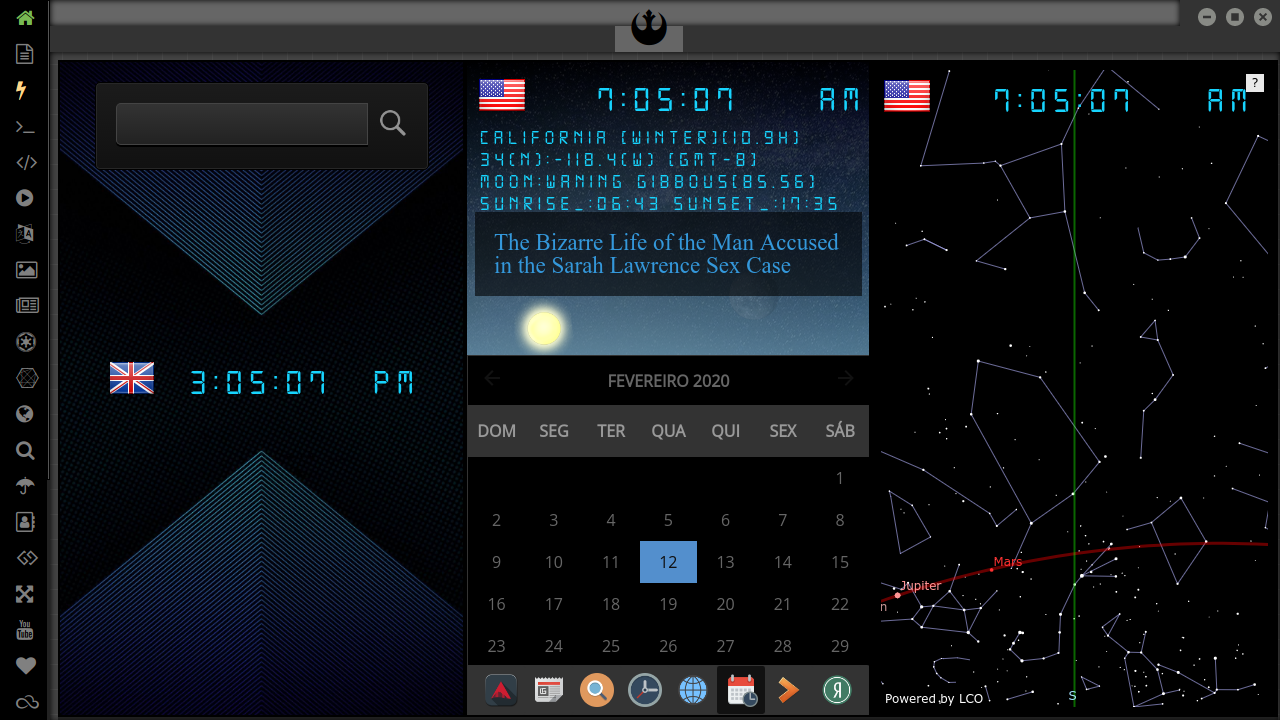 7:05:07 AM
CALIFORNIA [WINTER][10.9H]
34[N]:-118.4[W] [GMT-8]
MOON:WANING GIBBOUS[85.56]
SUNRISE_:06:43 SUNSET_:17:35
The Bizarre Life of the Man Accused
in the Sarah Lawrence Sex Case
3:05:07 PM
FEVEREIRO 2020
DOM SEG TER QUA QUI SEX SÁB
1
2 3 4 5 6 7 8
9 10 11 12 13 14 15
16 17 18 19 20 21 22
23 24 25 26 27 28 29
7:05:07 AM
?
Mars
Jupiter
n
S
Powered by LCO
You
Tube
Я